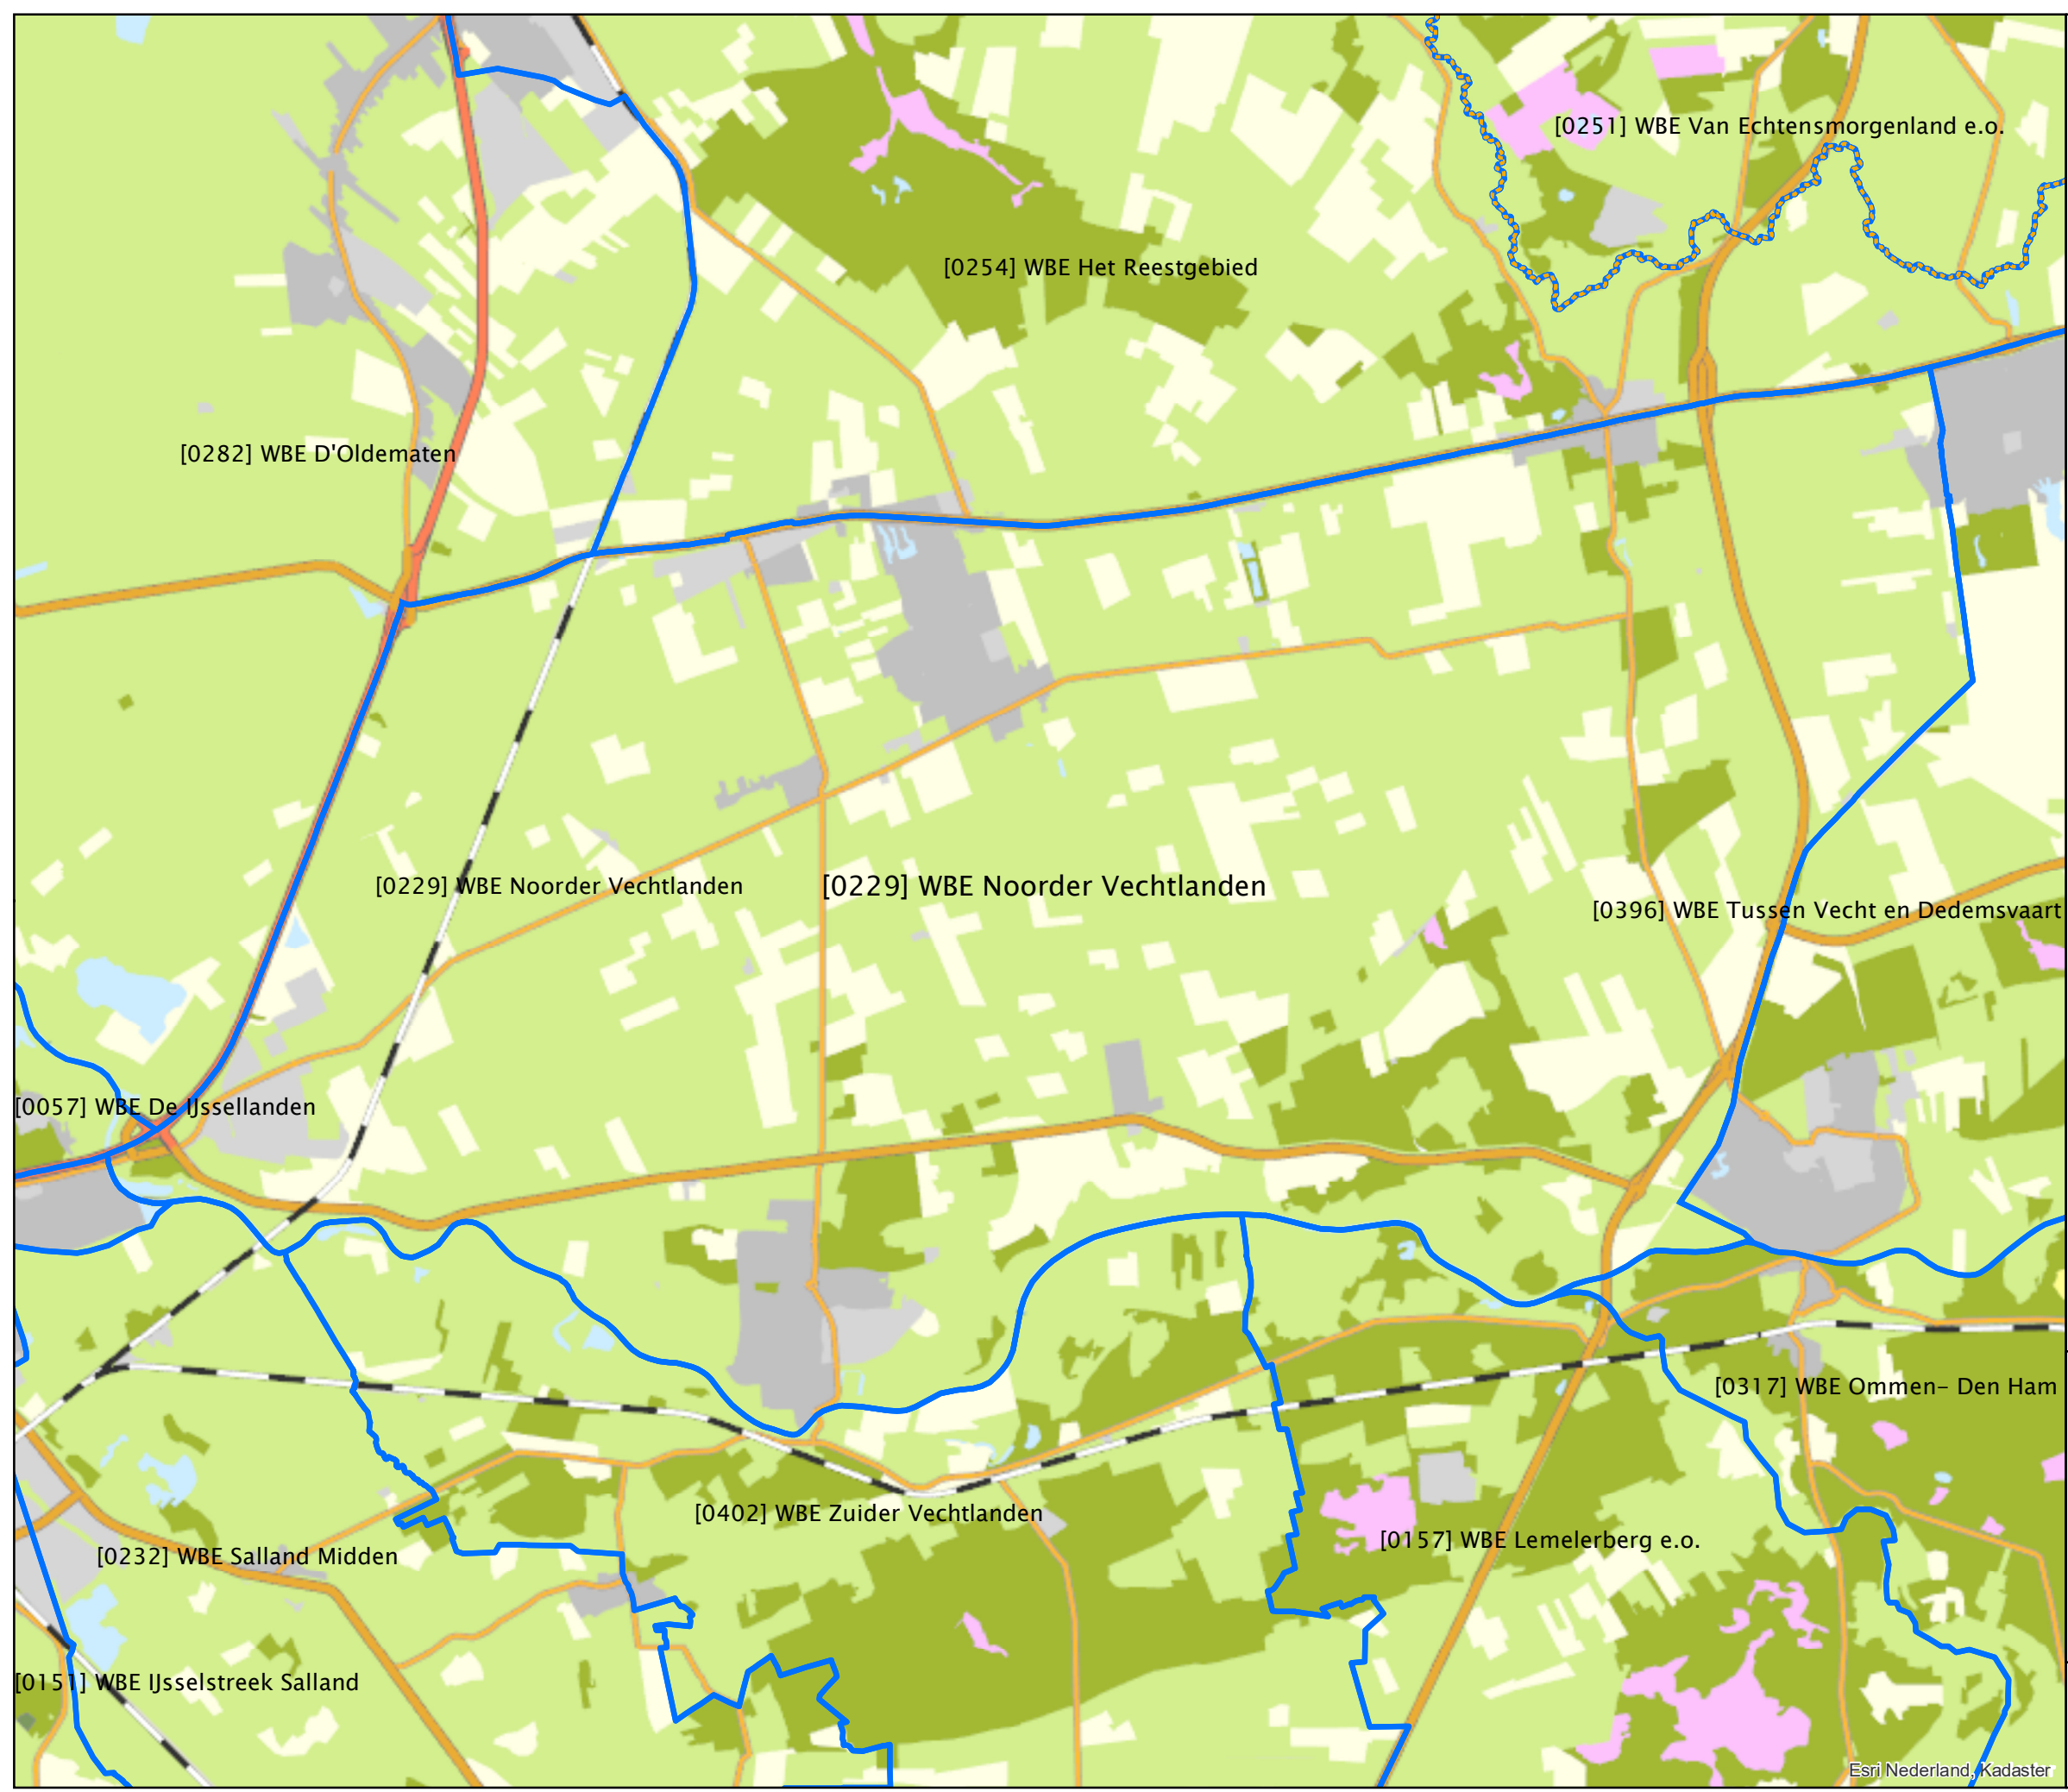 [0251] WBE Van Echtensmorgenland e.o.
[0254] WBE Het Reestgebied
[0282] WBE D'Oldematen
[0229] WBE Noorder Vechtlanden
[0229] WBE Noorder Vechtlanden
[0396] WBE Tussen Vecht en Dedemsvaart
[0057] WBE De IJssellanden
[0317] WBE Ommen- Den Ham
[0402] WBE Zuider Vechtlanden
[0157] WBE Lemelerberg e.o.
[0232] WBE Salland Midden
[0151] WBE IJsselstreek Salland
Esri Nederland, Kadaster